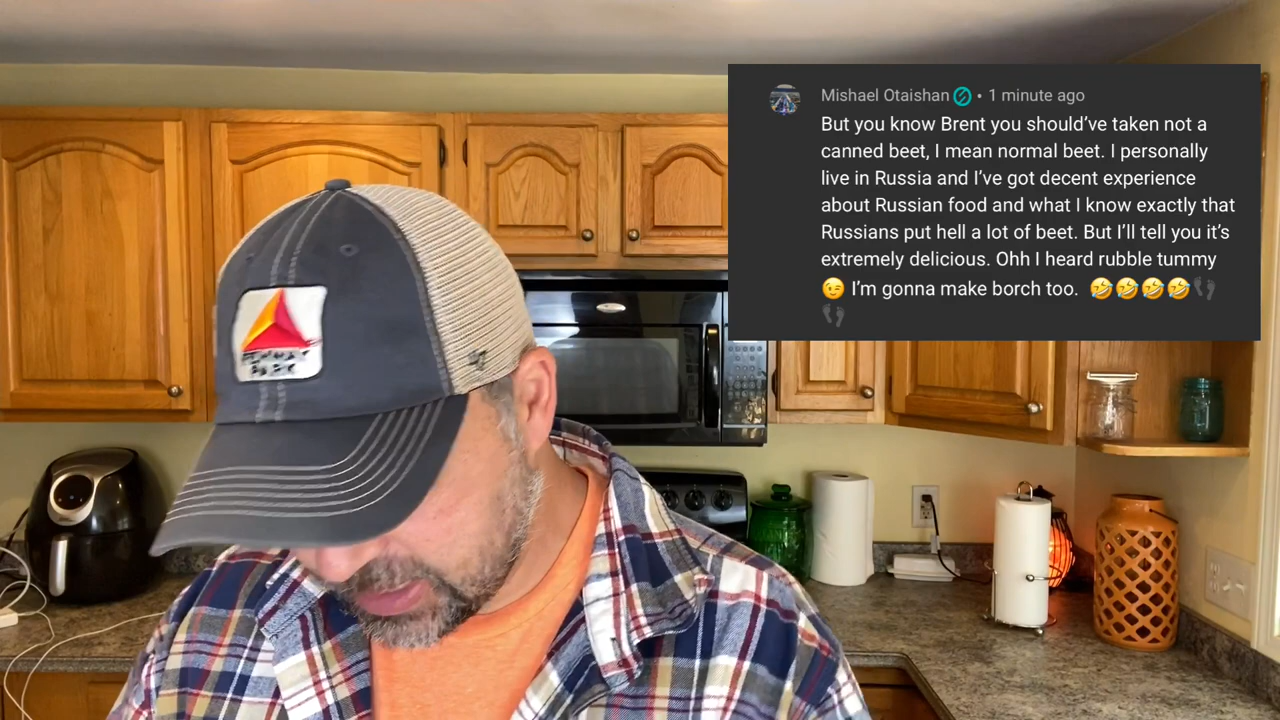 Mishael Otaishan • 1 minute ago
But you know Brent you should’ve taken not a
canned beet, I mean normal beet. I personally
live in Russia and I’ve got decent experience
about Russian food and what I know exactly that
Russians put hell a lot of beet. But I’ll tell you it’s
extremely delicious. Ohh I heard rubble tummy
😉 I’m gonna make borch too. 🤣🤣🤣🤣👣
👣
FENWAY
PARK